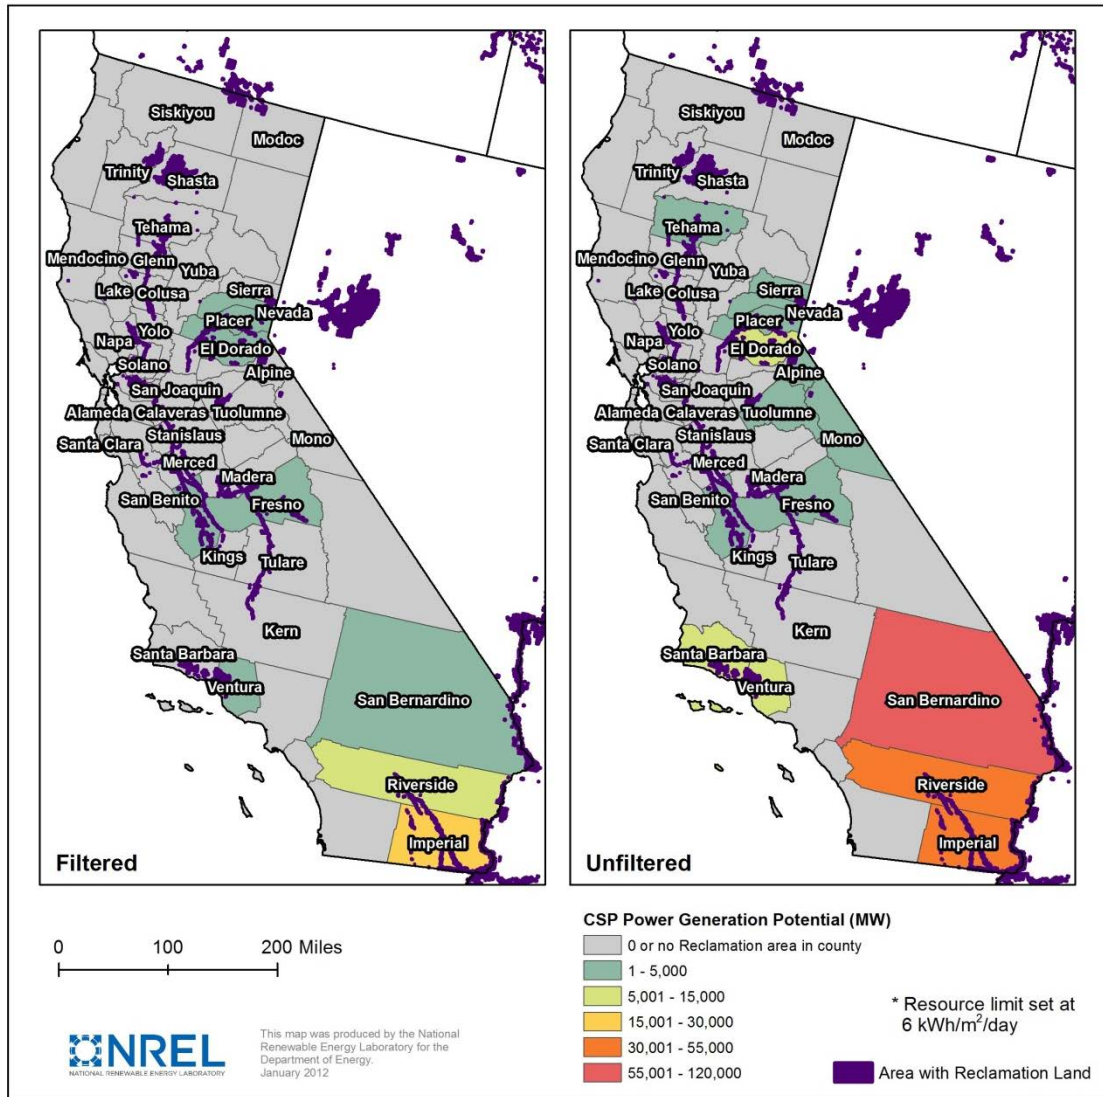 Siskiyou
Modoc
Trinity
Shasta
Tehama
Mendocino
Glenn
Yuba
Lake
Colusa
Sierra
Nevada
Placer
Yolo
Napa
El Dorado
Solano
Alpine
San Joaquin
Alameda
Calaveras
Tuolumne
Stanislaus
Santa Clara
Mono
Merced
Madera
San Benito
Fresno
Kings
Tulare
Kern
Santa Barbara
Ventura
San Bernardino
Riverside
Imperial
Filtered
Siskiyou
Modoc
Trinity
Shasta
Tehama
Mendocino
Glenn
Yuba
Lake
Colusa
Sierra
Nevada
Placer
Yolo
Napa
El Dorado
Solano
Alpine
San Joaquin
Alameda
Calaveras
Tuolumne
Stanislaus
Santa Clara
Mono
Merced
Madera
San Benito
Fresno
Kings
Tulare
Kern
Santa Barbara
Ventura
San Bernardino
Riverside
Imperial
Unfiltered
0 100 200 Miles
NREL
NATIONAL RENEWABLE ENERGY LABORATORY
This map was produced by the National
Renewable Energy Laboratory for the
Department of Energy.
January 2012
CSP Power Generation Potential (MW)
0 or no Reclamation area in county
1 - 5,000
5,001 - 15,000
15,001 - 30,000
30,001 - 55,000
55,001 - 120,000
* Resource limit set at
6 kWh/m²/day
Area with Reclamation Land